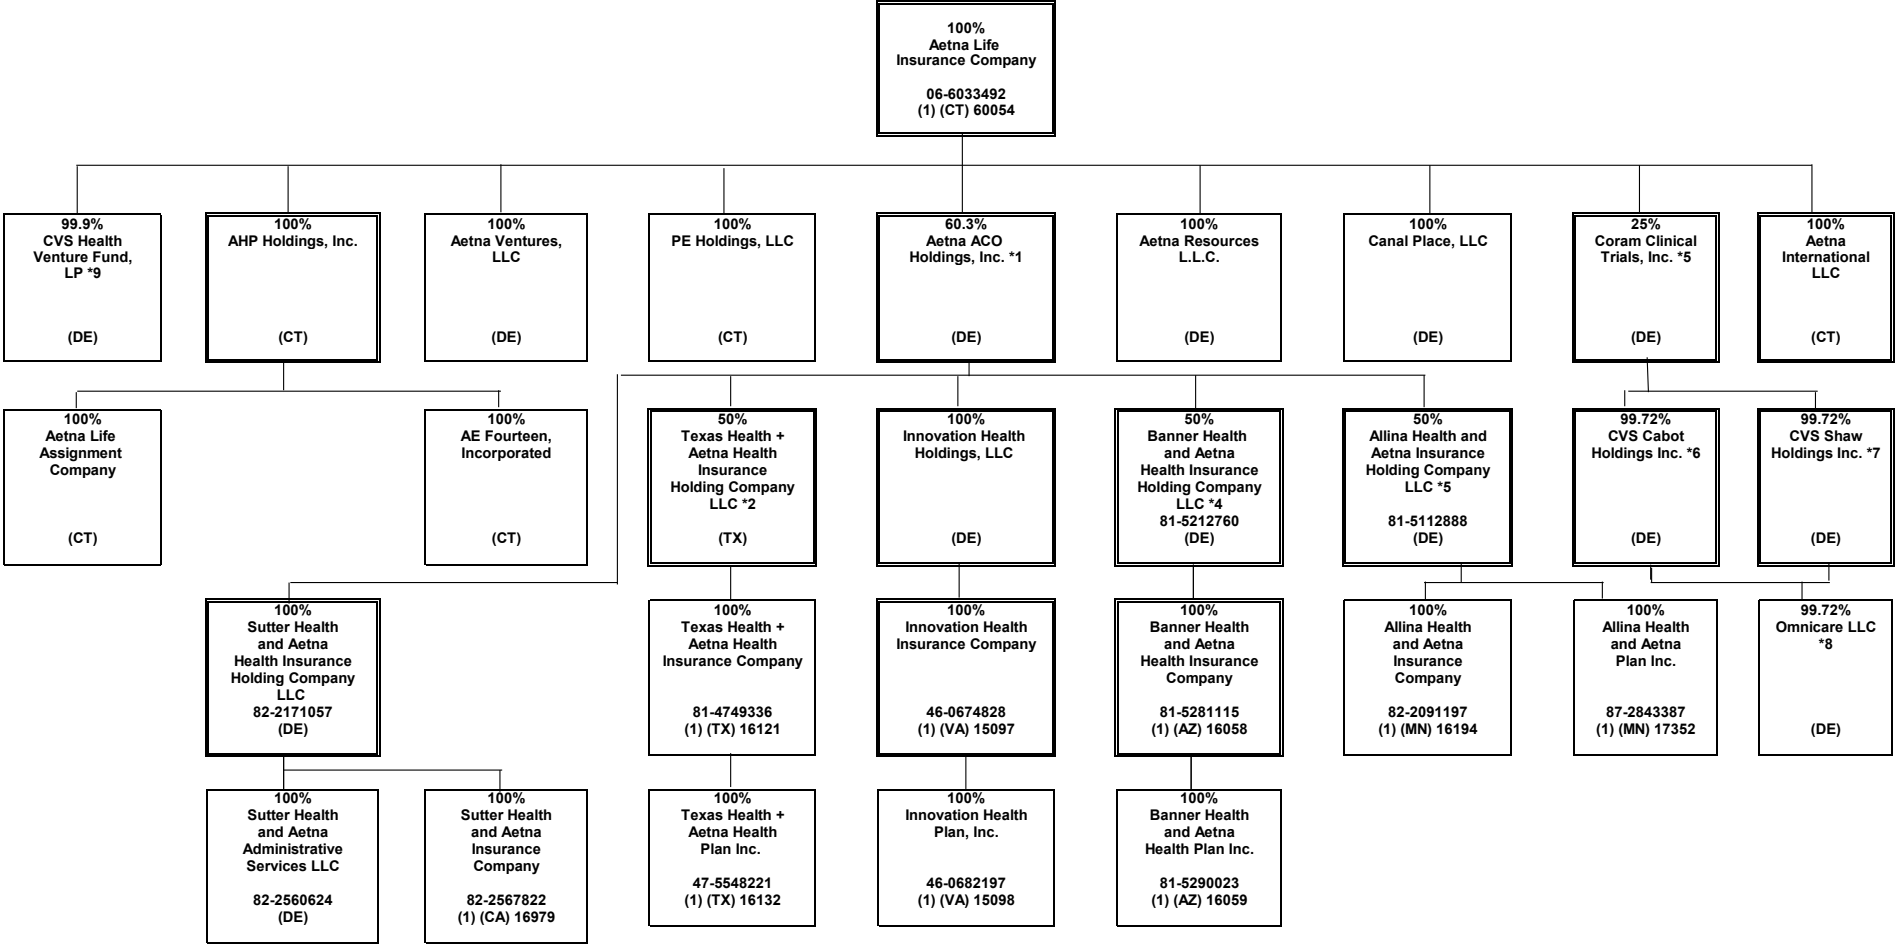 100%
Aetna Life
Insurance Company
06-6033492
(1) (CT) 60054
99.9%
CVS Health
Venture Fund,
LP *9
(DE)
100%
AHP Holdings, Inc.
(CT)
100%
Aetna Ventures,
LLC
(DE)
100%
PE Holdings, LLC
(CT)
60.3%
Aetna ACO
Holdings, Inc. *1
(DE)
100%
Aetna Resources
L.L.C.
(DE)
100%
Canal Place, LLC
(DE)
25%
Coram Clinical
Trials, Inc. *5
(DE)
100%
Aetna
International
LLC
(CT)
100%
Aetna Life
Assignment
Company
(CT)
100%
AE Fourteen,
Incorporated
(CT)
50%
Texas Health +
Aetna Health
Insurance
Holding Company
LLC *2
(TX)
100%
Innovation Health
Holdings, LLC
(DE)
50%
Banner Health
and Aetna
Health Insurance
Holding Company
LLC *4
81-5212760
(DE)
50%
Allina Health and
Aetna Insurance
Holding Company
LLC *5
81-5112888
(DE)
99.72%
CVS Cabot
Holdings Inc. *6
(DE)
99.72%
CVS Shaw
Holdings Inc. *7
(DE)
100%
Sutter Health
and Aetna
Health Insurance
Holding Company
LLC
82-2171057
(DE)
100%
Texas Health +
Aetna Health
Insurance Company
81-4749336
(1) (TX) 16121
100%
Innovation Health
Insurance Company
46-0674828
(1) (VA) 15097
100%
Banner Health
and Aetna
Health Insurance
Company
81-5281115
(1) (AZ) 16058
100%
Allina Health
and Aetna
Insurance
Company
82-2091197
(1) (MN) 16194
100%
Allina Health
and Aetna
Plan Inc.
87-2843387
(1) (MN) 17352
99.72%
Omnicare LLC
*8
(DE)
100%
Sutter Health
and Aetna
Administrative
Services LLC
82-2560624
(DE)
100%
Sutter Health
and Aetna
Insurance
Company
82-2567822
(1) (CA) 16979
100%
Texas Health +
Aetna Health
Plan Inc.
47-5548221
(1) (TX) 16132
100%
Innovation Health
Plan, Inc.
46-0682197
(1) (VA) 15098
100%
Banner Health
and Aetna
Health Plan Inc.
81-5290023
(1) (AZ) 16059